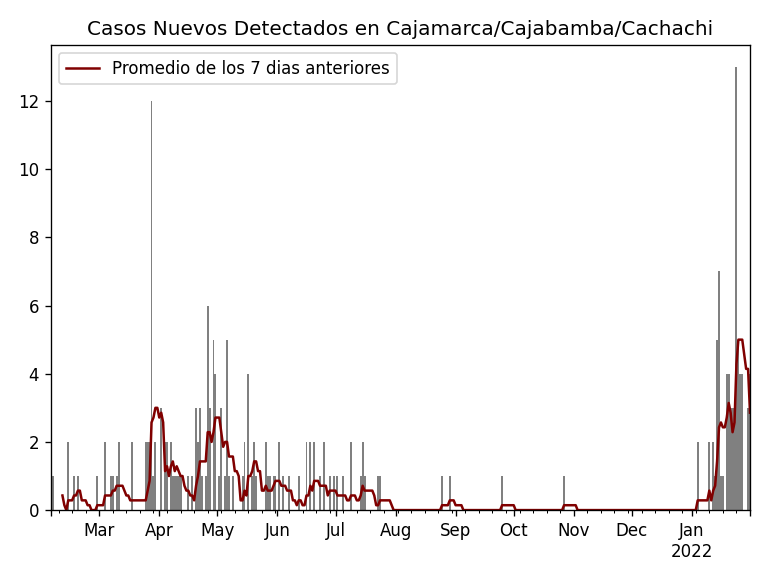 Casos Nuevos Detectados en Cajamarca/Cajabamba/Cachachi
Promedio de los 7 dias anteriores
12
10
8
6
4
2
0
Mar Apr May Jun Jul Aug Sep Oct Nov Dec Jan
2022